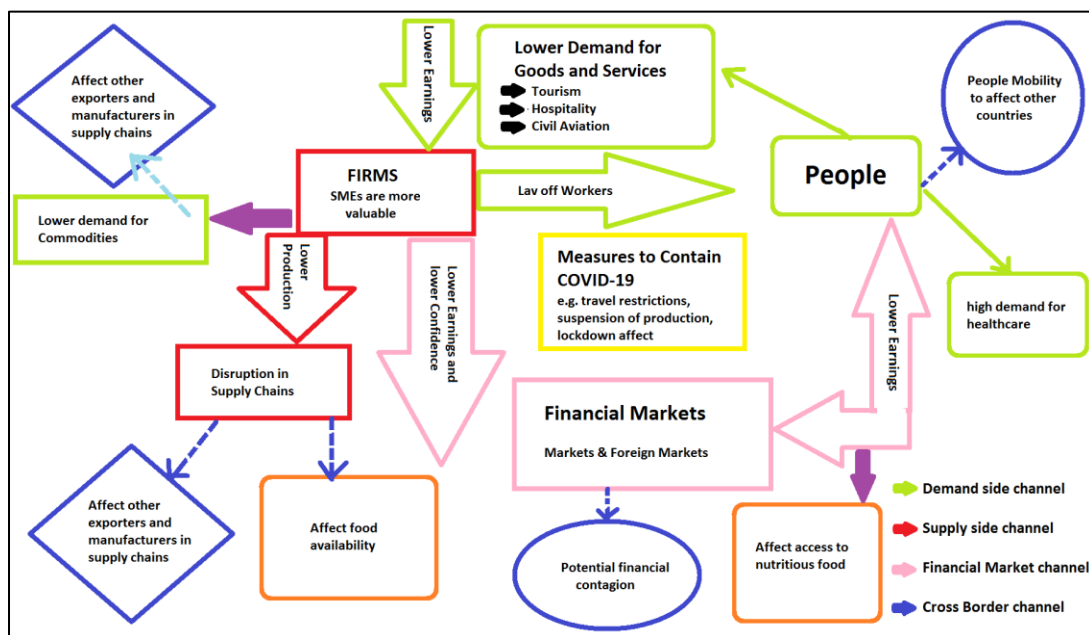 Lower Earnings
Lower Demand for
Goods and Services
Tourism
Hospitality
Civil Aviation
Affect other
exporters and
manufacturers in
supply chains
People Mobility
to affect other
countries
FIRMS
SMEs are more
valuable
Lav off Workers
People
Lower demand for
Commodities
Lower
Production
Lower Earnings and
lower Confidence
Measures to Contain
COVID-19
e.g. travel restrictions,
suspension of production,
lockdown affect
Lower Earnings
high demand for
healthcare
Disruption in
Supply Chains
Financial Markets
Markets & Foreign Markets
Affect other
exporters and
manufacturers in
supply chains
Affect food
availability
Potential financial
contagion
Affect access to
nutritious food
Demand side channel
Supply side channel
Financial Market channel
Cross Border channel